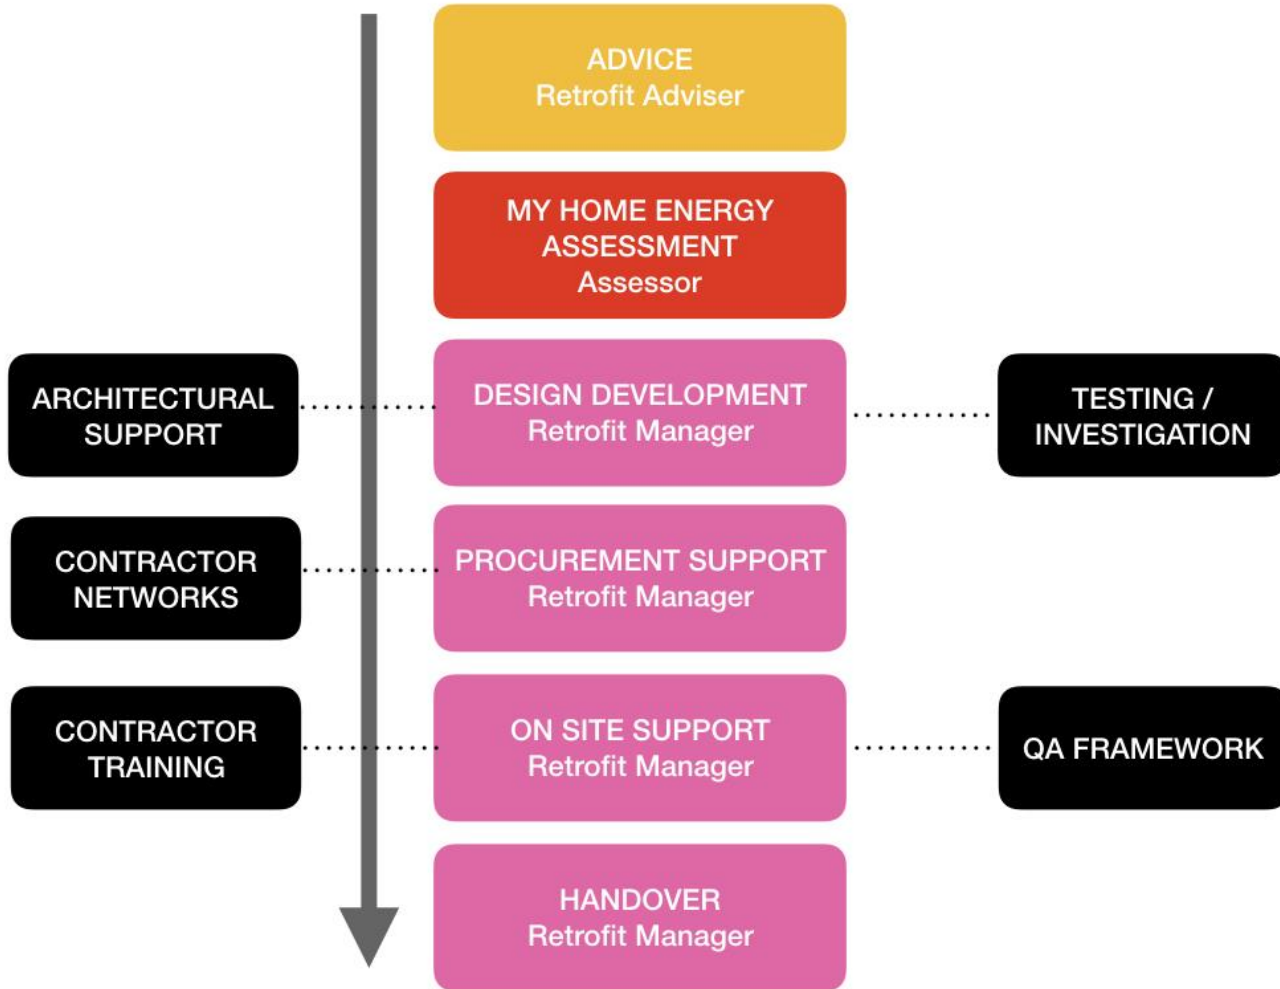 ADVICE
Retrofit Adviser
MY HOME ENERGY
ASSESSMENT
Assessor
ARCHITECTURAL
SUPPORT
DESIGN DEVELOPMENT
Retrofit Manager
TESTING /
INVESTIGATION
CONTRACTOR
NETWORKS
PROCUREMENT SUPPORT
Retrofit Manager
CONTRACTOR
TRAINING
ON SITE SUPPORT
Retrofit Manager
QA FRAMEWORK
HANDOVER
Retrofit Manager